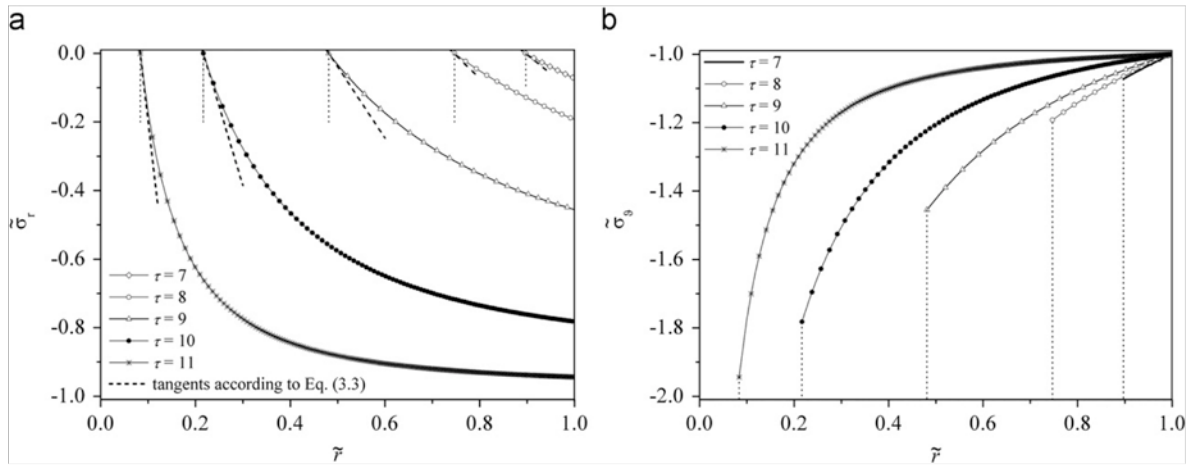 a
b
0.0
-0.2
-0.4
-0.6
-0.8
-1.0
σ̃r
τ = 7
τ = 8
τ = 9
τ = 10
τ = 11
tangents according to Eq. (3.3)
0.0 0.2 0.4 0.6 0.8 1.0
r̃
-1.0
-1.2
-1.4
-1.6
-1.8
-2.0
σ̃ϑ
τ = 7
τ = 8
τ = 9
τ = 10
τ = 11
0.0 0.2 0.4 0.6 0.8 1.0
r̃